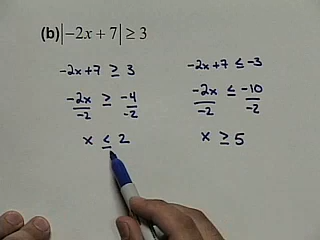 (b) |−2x + 7| ≥ 3
-2x+7 ≥ 3    -2x+7 ≤ -3
-2x/-2 ≥ -4/-2    -2x/-2 ≤ -10/-2
x ≤ 2    x ≥ 5